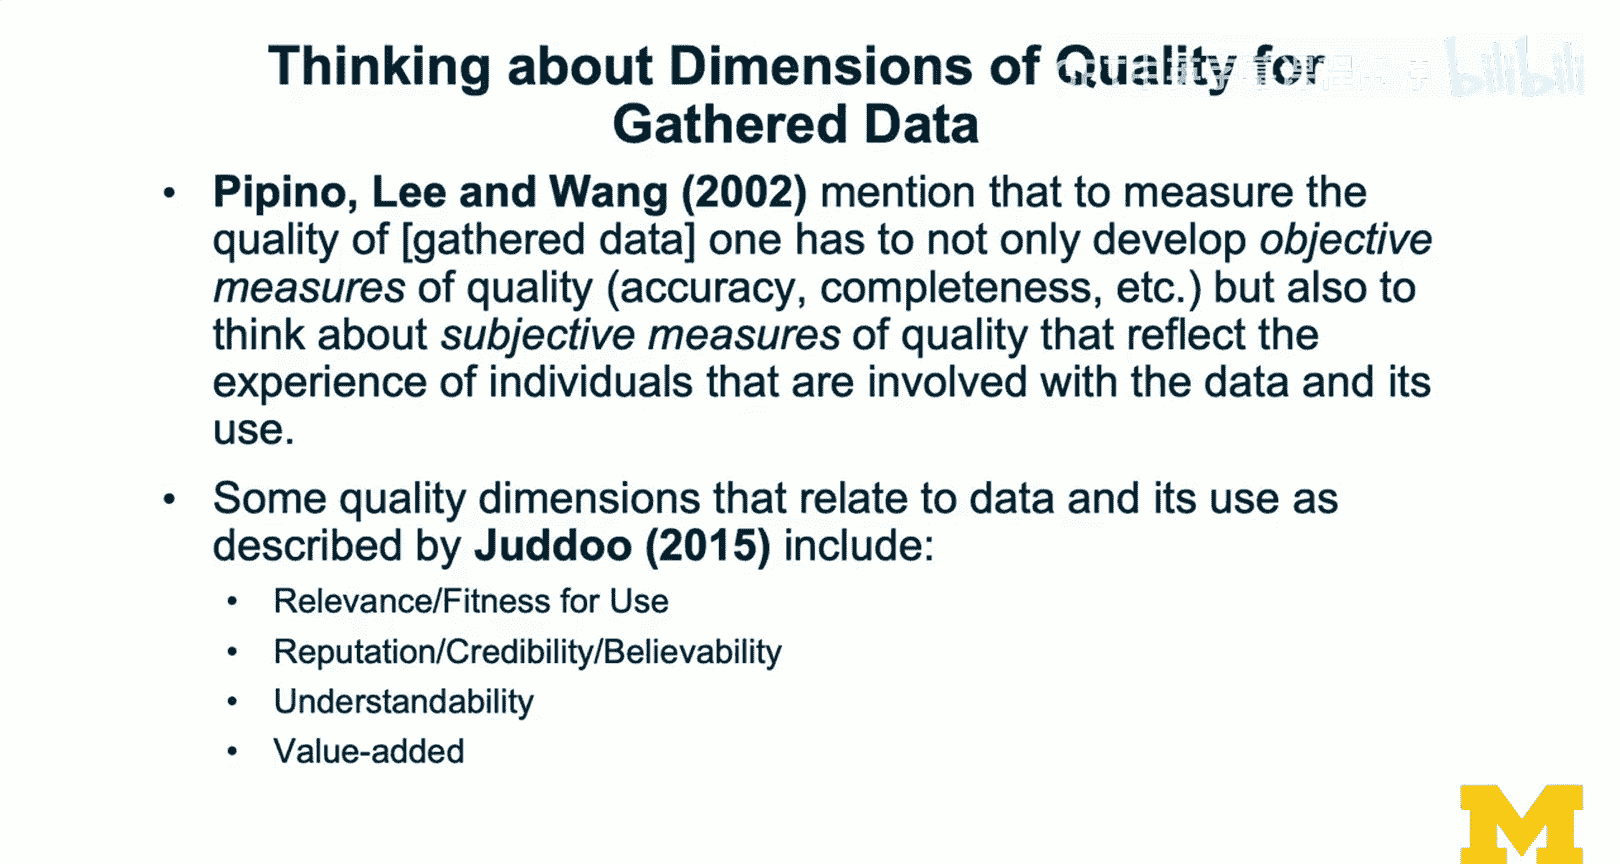 Thinking about Dimensions of Quality for
Gathered Data
• Pipino, Lee and Wang (2002) mention that to measure the
quality of [gathered data] one has to not only develop objective
measures of quality (accuracy, completeness, etc.) but also to
think about subjective measures of quality that reflect the
experience of individuals that are involved with the data and its
use.
• Some quality dimensions that relate to data and its use as
described by Juddoo (2015) include:
• Relevance/Fitness for Use
• Reputation/Credibility/Believability
• Understandability
• Value-added
bilibili
M